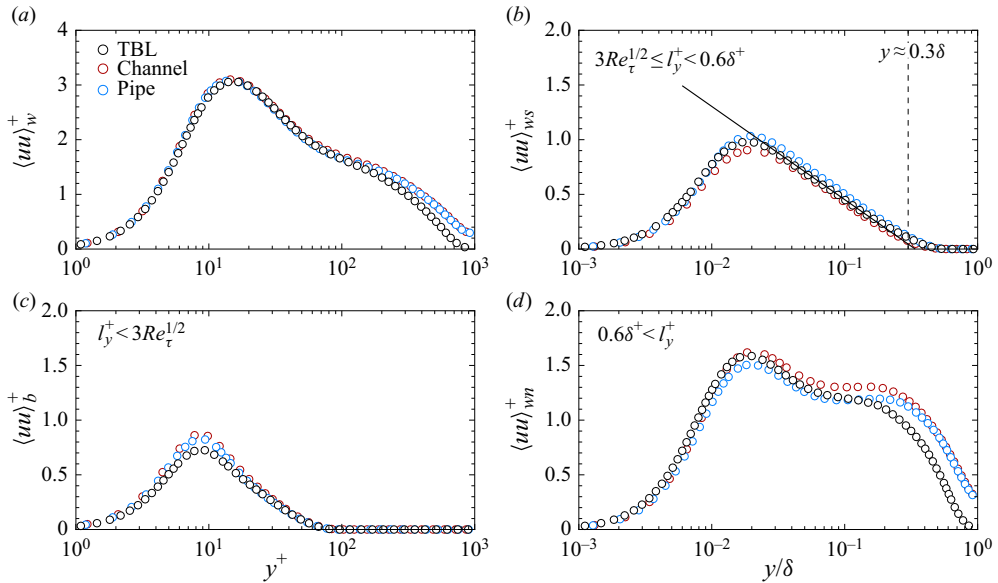 (a)
4
3
2
1
0
⟨uu⟩⁺_w
TBL
Channel
Pipe
10⁰ 10¹ 10² 10³
(b)
2.0
1.5
1.0
0.5
0
⟨uu⟩⁺_ws
3Re_τ^1/2 ≤ l_y⁺ < 0.6δ⁺
y ≈ 0.3δ
10⁻³ 10⁻² 10⁻¹ 10⁰
(c)
2.0
1.5
1.0
0.5
0
⟨uu⟩⁺_b
l_y⁺ < 3Re_τ^1/2
10⁰ 10¹ 10² 10³
y⁺
(d)
2.0
1.5
1.0
0.5
0
⟨uu⟩⁺_wn
0.6δ⁺ < l_y⁺
10⁻³ 10⁻² 10⁻¹ 10⁰
y/δ